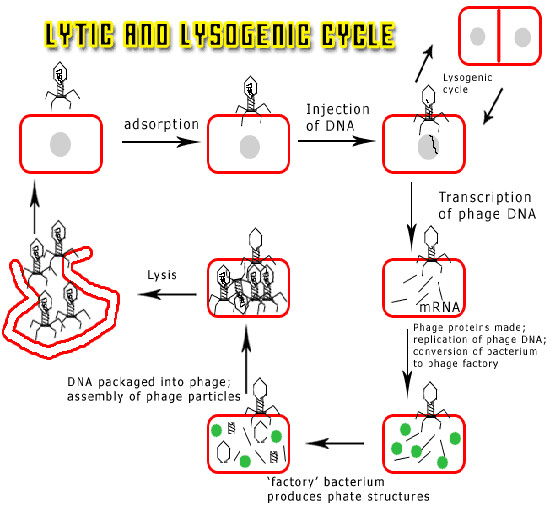 LYTIC AND LYSOGENIC CYCLE
Lysogenic
cycle
adsorption
Injection
of DNA
Transcription
of phage DNA
mRNA
Phage proteins made;
replication of phage DNA;
conversion of bacterium
to phage factory
'factory' bacterium
produces phate structures
DNA packaged into phage;
assembly of phage particles
Lysis